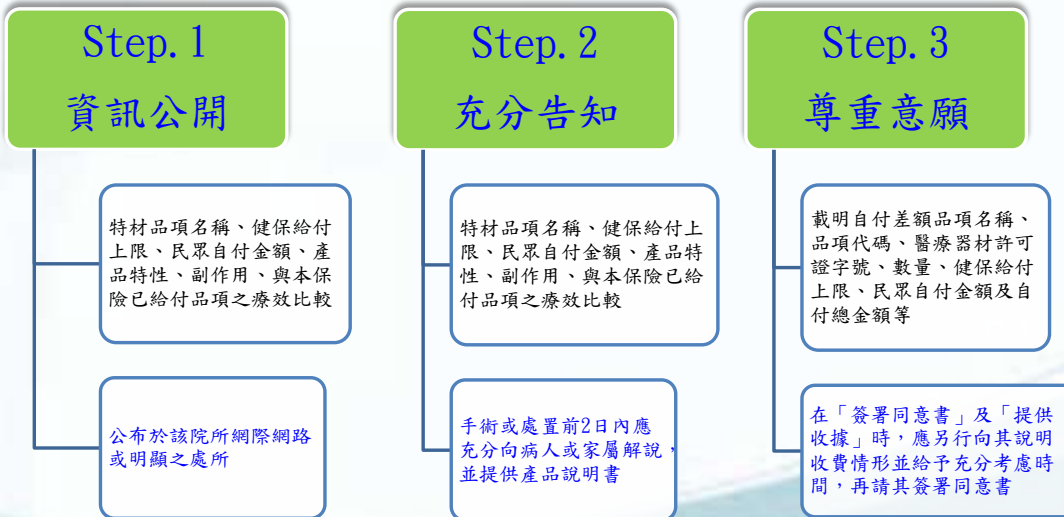 Step.1
資訊公開
特材品項名稱、健保給付
上限、民眾自付金額、產
品特性、副作用、與本保
險已給付品項之療效比較
公布於該院所網際網路
或明顯之處所
Step.2
充分告知
特材品項名稱、健保給付上
限、民眾自付金額、產品特
性、副作用、與本保險已給
付品項之療效比較
手術或處置前2日內應
充分向病人或家屬解說，
並提供產品說明書
Step.3
尊重意願
載明自付差額品項名稱、
品項代碼、醫療器材許可
證字號、數量、健保給付
上限、民眾自付金額及自
付總金額等
在「簽署同意書」及「提供
收據」時，應另行向其說明
收費情形並給予充分考慮時
間，再請其簽署同意書